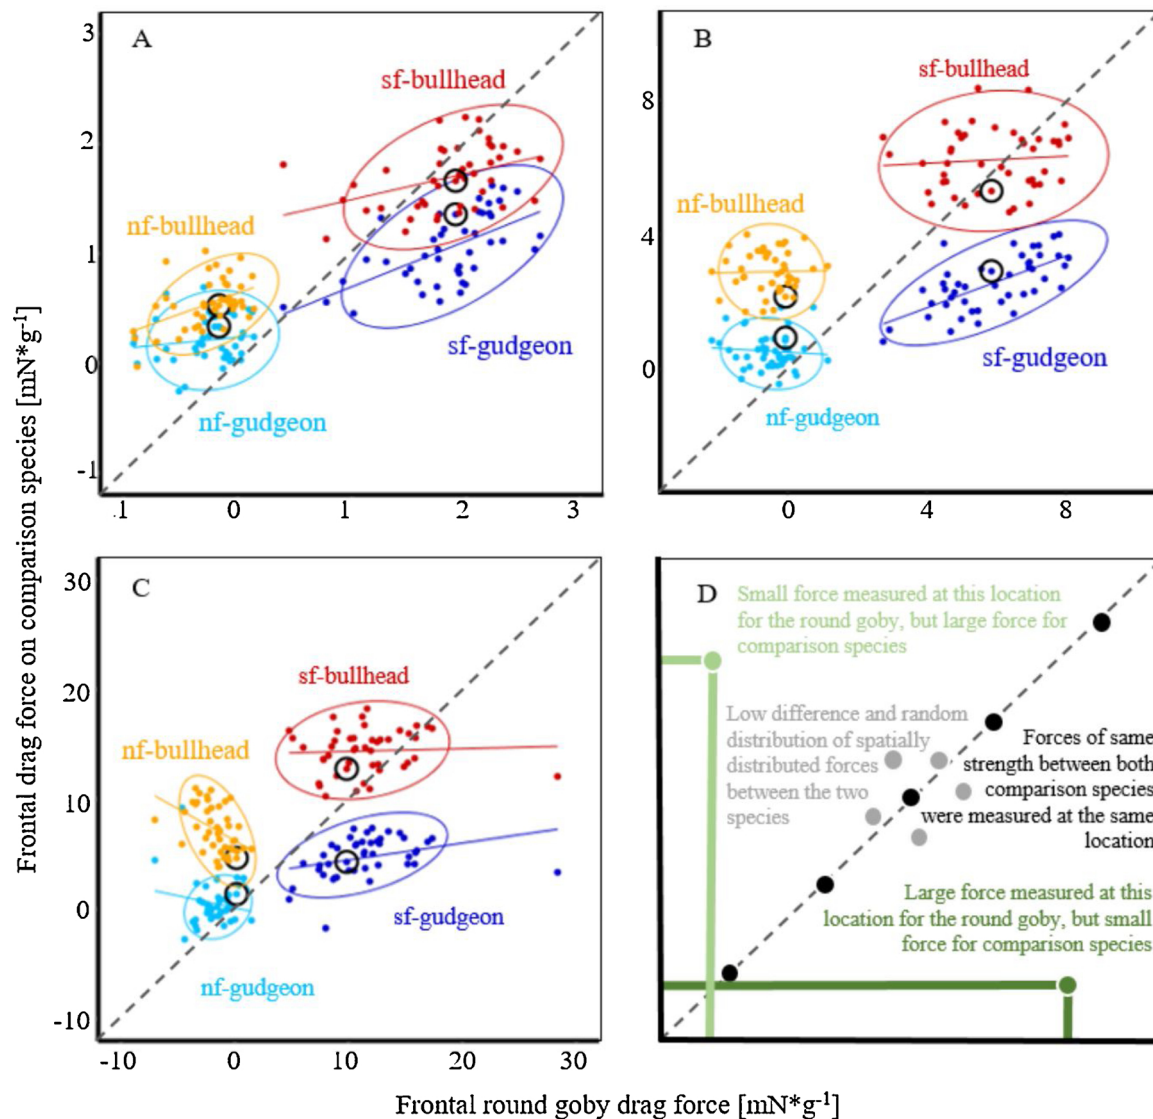 Frontal drag force on comparison species [mN*g⁻¹]
3
2
1
0
-1
A
sf-bullhead
nf-bullhead
sf-gudgeon
nf-gudgeon
.1
0
1
2
3
8
4
0
B
sf-bullhead
nf-bullhead
sf-gudgeon
nf-gudgeon
0
4
8
30
20
10
0
-10
C
sf-bullhead
nf-bullhead
sf-gudgeon
nf-gudgeon
-10
0
10
20
30
D
Small force measured at this location
for the round goby, but large force for
comparison species
Low difference and random
distribution of spatially
distributed forces
between the two
species
Forces of same
strength between both
comparison species
were measured at the same
location
Large force measured at this
location for the round goby, but small
force for comparison species
Frontal round goby drag force [mN*g⁻¹]